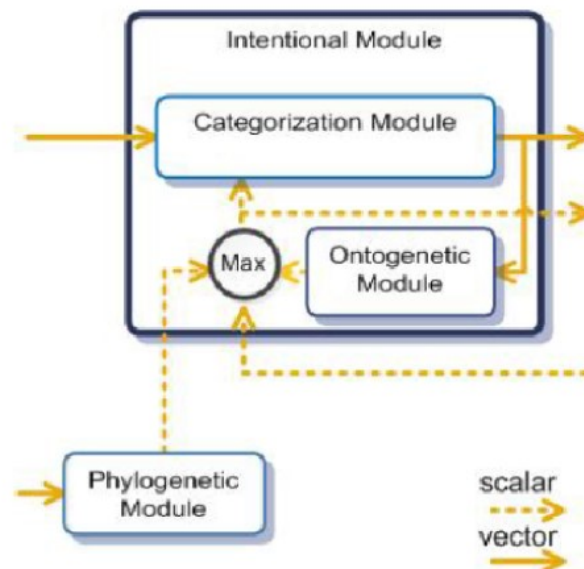 Intentional Module
Categorization Module
Max
Ontogenetic
Module
Phylogenetic
Module
scalar
vector